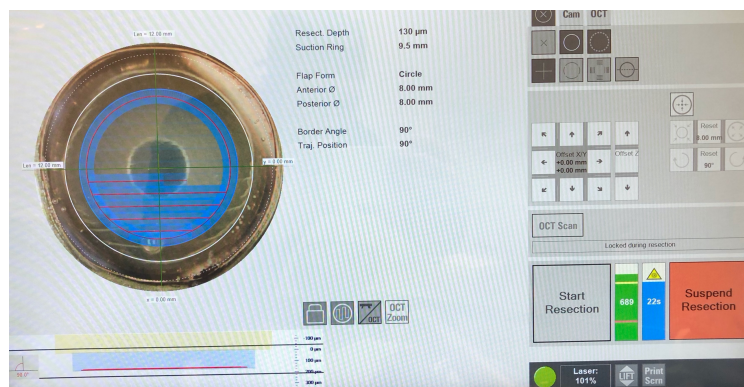 Len = 12.00 mm
Resect. Depth 130 µm
Suction Ring 9.5 mm
Flap Form Circle
Anterior Ø 8.00 mm
Posterior Ø 8.00 mm
Border Angle 90°
Traj. Position 90°
Len = 12.00 mm
y = 0.00 mm
x = 0.00 mm
Cam
OCT
Offset X/Y
+0.00 mm
+0.00 mm
Offset Z
Reset
Reset
90°
OCT Scan
Locked during resection
Start
Resection
689
22s
Suspend
Resection
OCT
OCT
Zoom
100 µm
0 µm
100 µm
200 µm
300 µm
Laser:
101%
LIFT
Print
Scrn